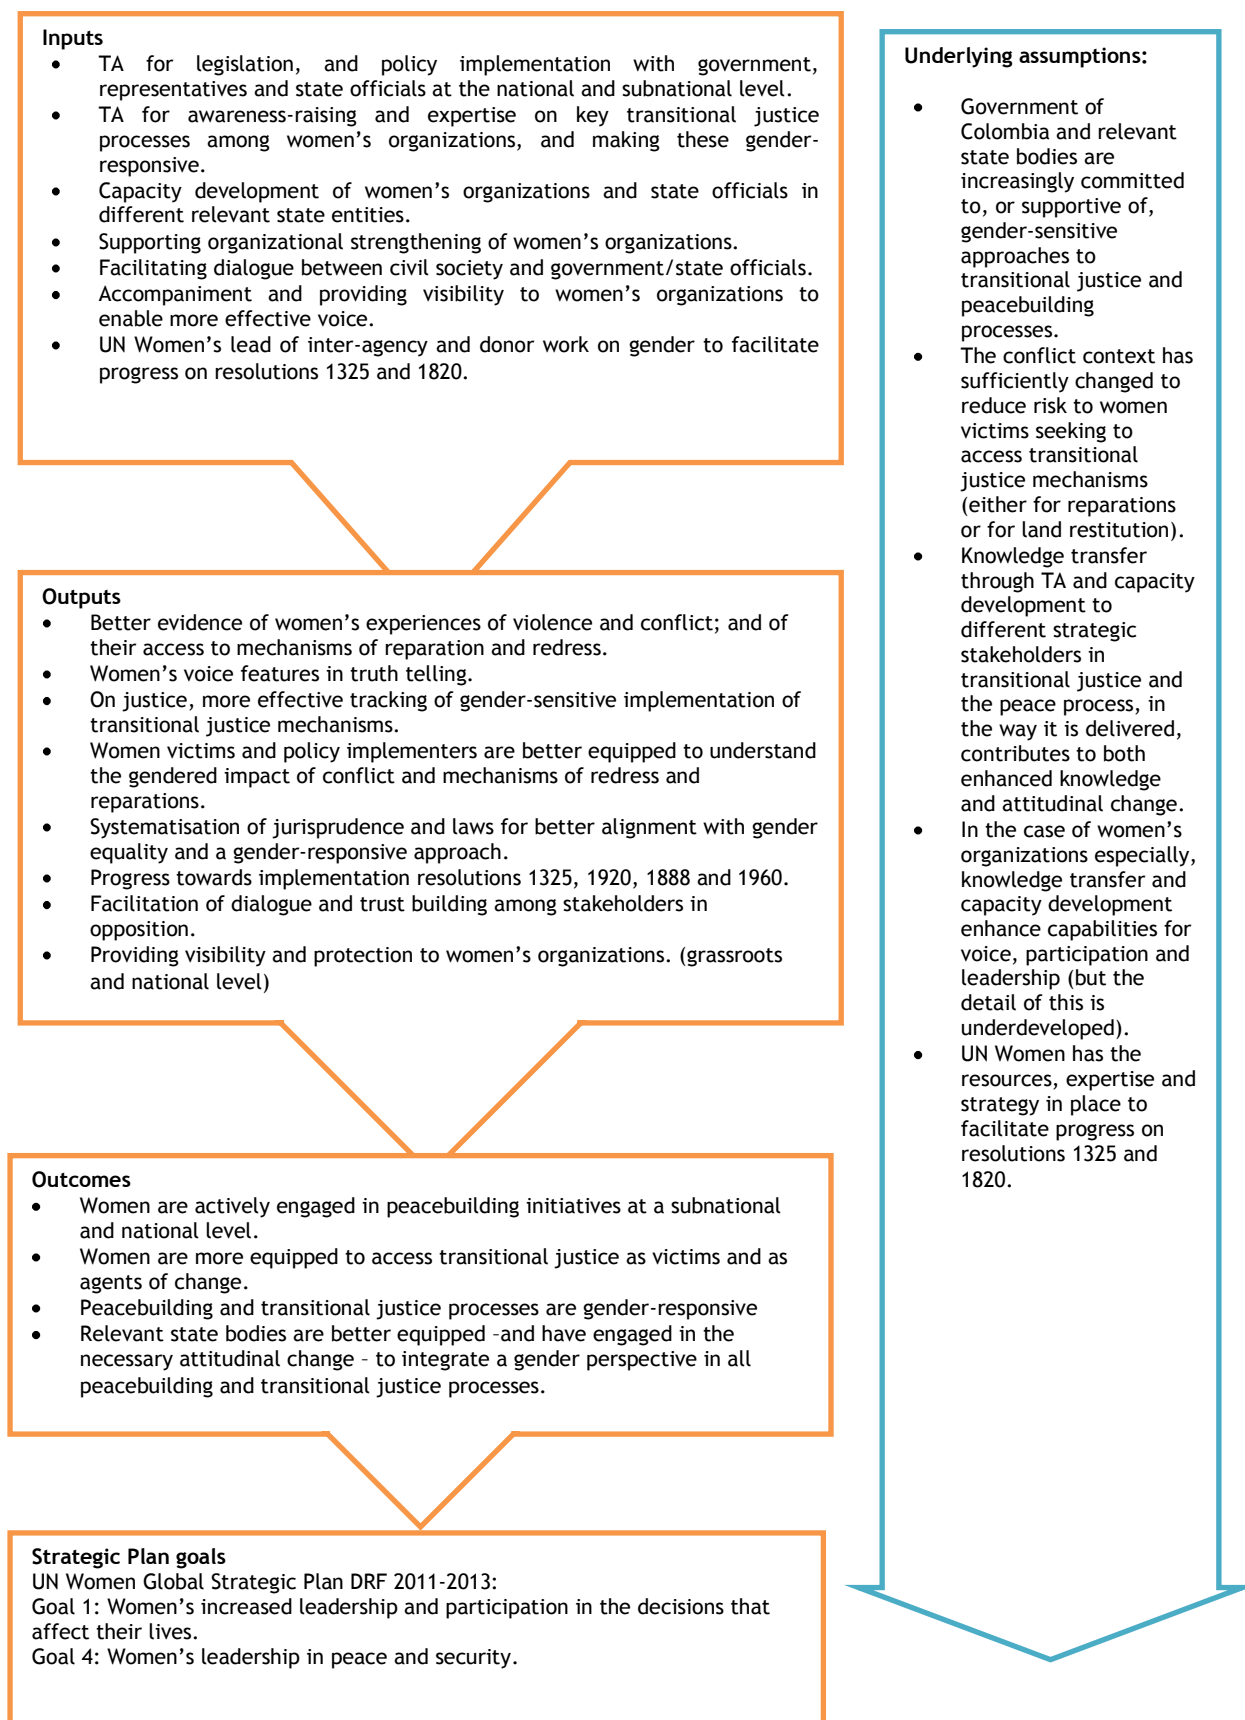 Inputs
• TA for legislation, and policy implementation with government,
representatives and state officials at the national and subnational level.
• TA for awareness-raising and expertise on key transitional justice
processes among women’s organizations, and making these gender-
responsive.
• Capacity development of women’s organizations and state officials in
different relevant state entities.
• Supporting organizational strengthening of women’s organizations.
• Facilitating dialogue between civil society and government/state officials.
• Accompaniment and providing visibility to women’s organizations to
enable more effective voice.
• UN Women’s lead of inter-agency and donor work on gender to facilitate
progress on resolutions 1325 and 1820.
Outputs
• Better evidence of women’s experiences of violence and conflict; and of
their access to mechanisms of reparation and redress.
• Women’s voice features in truth telling.
• On justice, more effective tracking of gender-sensitive implementation of
transitional justice mechanisms.
• Women victims and policy implementers are better equipped to understand
the gendered impact of conflict and mechanisms of redress and
reparations.
• Systematisation of jurisprudence and laws for better alignment with gender
equality and a gender-responsive approach.
• Progress towards implementation resolutions 1325, 1920, 1888 and 1960.
• Facilitation of dialogue and trust building among stakeholders in
opposition.
• Providing visibility and protection to women’s organizations. (grassroots
and national level)
Outcomes
• Women are actively engaged in peacebuilding initiatives at a subnational
and national level.
• Women are more equipped to access transitional justice as victims and as
agents of change.
• Peacebuilding and transitional justice processes are gender-responsive
• Relevant state bodies are better equipped –and have engaged in the
necessary attitudinal change – to integrate a gender perspective in all
peacebuilding and transitional justice processes.
Strategic Plan goals
UN Women Global Strategic Plan DRF 2011-2013:
Goal 1: Women’s increased leadership and participation in the decisions that
affect their lives.
Goal 4: Women’s leadership in peace and security.
Underlying assumptions:
• Government of
Colombia and relevant
state bodies are
increasingly committed
to, or supportive of,
gender-sensitive
approaches to
transitional justice and
peacebuilding
processes.
• The conflict context has
sufficiently changed to
reduce risk to women
victims seeking to
access transitional
justice mechanisms
(either for reparations
or for land restitution).
• Knowledge transfer
through TA and capacity
development to
different strategic
stakeholders in
transitional justice and
the peace process, in
the way it is delivered,
contributes to both
enhanced knowledge
and attitudinal change.
• In the case of women’s
organizations especially,
knowledge transfer and
capacity development
enhance capabilities for
voice, participation and
leadership (but the
detail of this is
underdeveloped).
• UN Women has the
resources, expertise and
strategy in place to
facilitate progress on
resolutions 1325 and
1820.